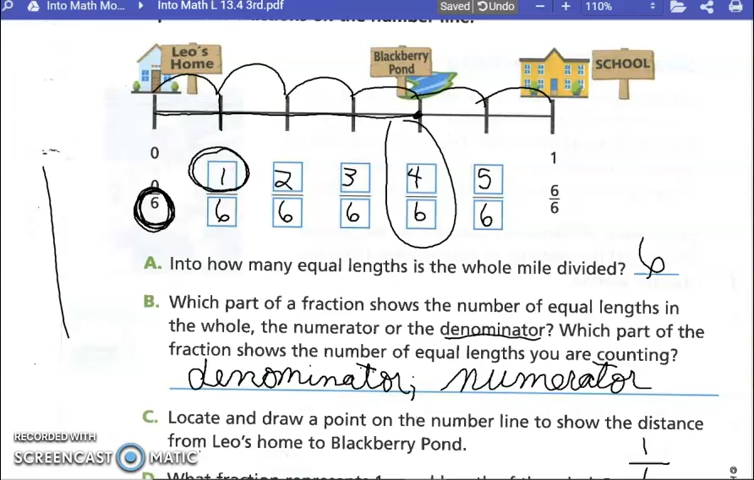 Into Math Mo...
Into Math L 13.4 3rd.pdf
Saved
Undo
110%
fractions on the number line.
Leo's
Home
Blackberry
Pond
SCHOOL
0
1
0
1 2 3 4 5 6
6 6 6 6 6 6 6
A. Into how many equal lengths is the whole mile divided? 6
B. Which part of a fraction shows the number of equal lengths in
the whole, the numerator or the denominator? Which part of the
fraction shows the number of equal lengths you are counting?
denominator; numerator
C. Locate and draw a point on the number line to show the distance
from Leo's home to Blackberry Pond.
1
RECORDED WITH
SCREENCAST MATIC